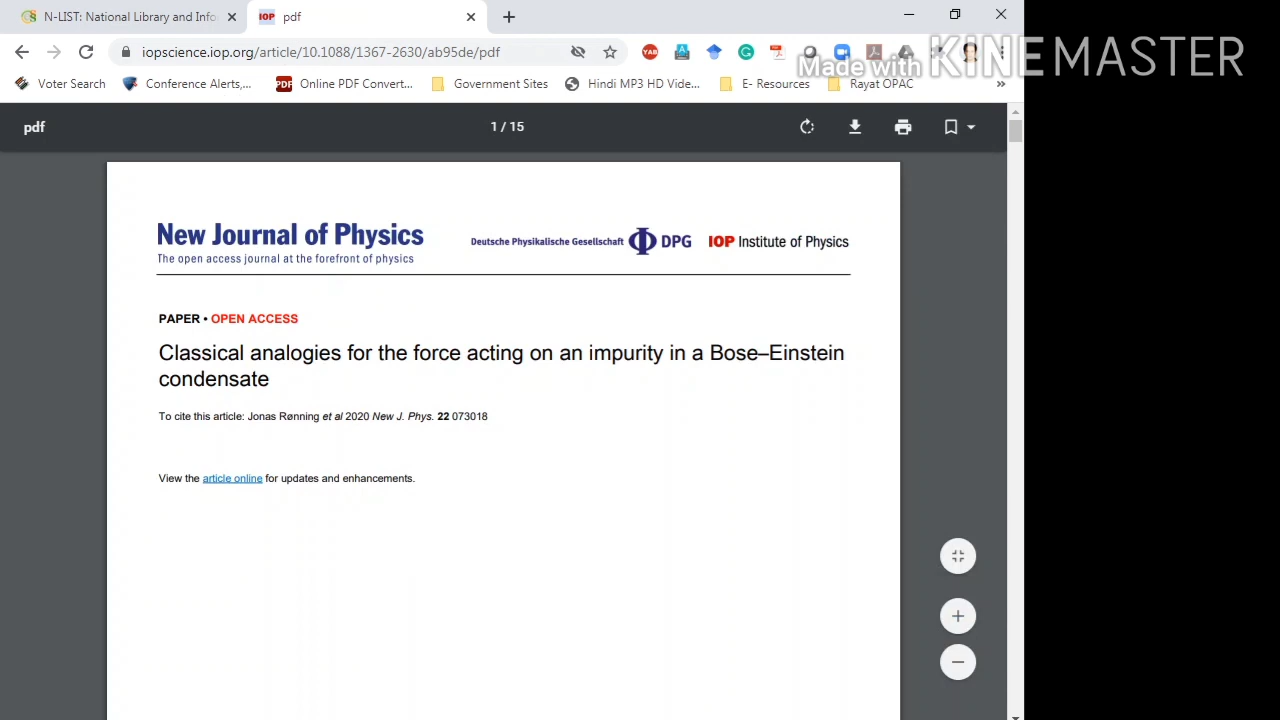 N-LIST: National Library and Info
IOP pdf
iopscience.iop.org/article/10.1088/1367-2630/ab95de/pdf
YAB
Made with KINEMASTER
Voter Search
Conference Alerts,...
PDF Online PDF Convert...
Government Sites
Hindi MP3 HD Vide...
E- Resources
Rayat OPAC
»
pdf
1 / 15
New Journal of Physics
The open access journal at the forefront of physics
Deutsche Physikalische Gesellschaft Φ DPG
IOP Institute of Physics
PAPER • OPEN ACCESS
Classical analogies for the force acting on an impurity in a Bose–Einstein
condensate
To cite this article: Jonas Rønning et al 2020 New J. Phys. 22 073018
View the article online for updates and enhancements.